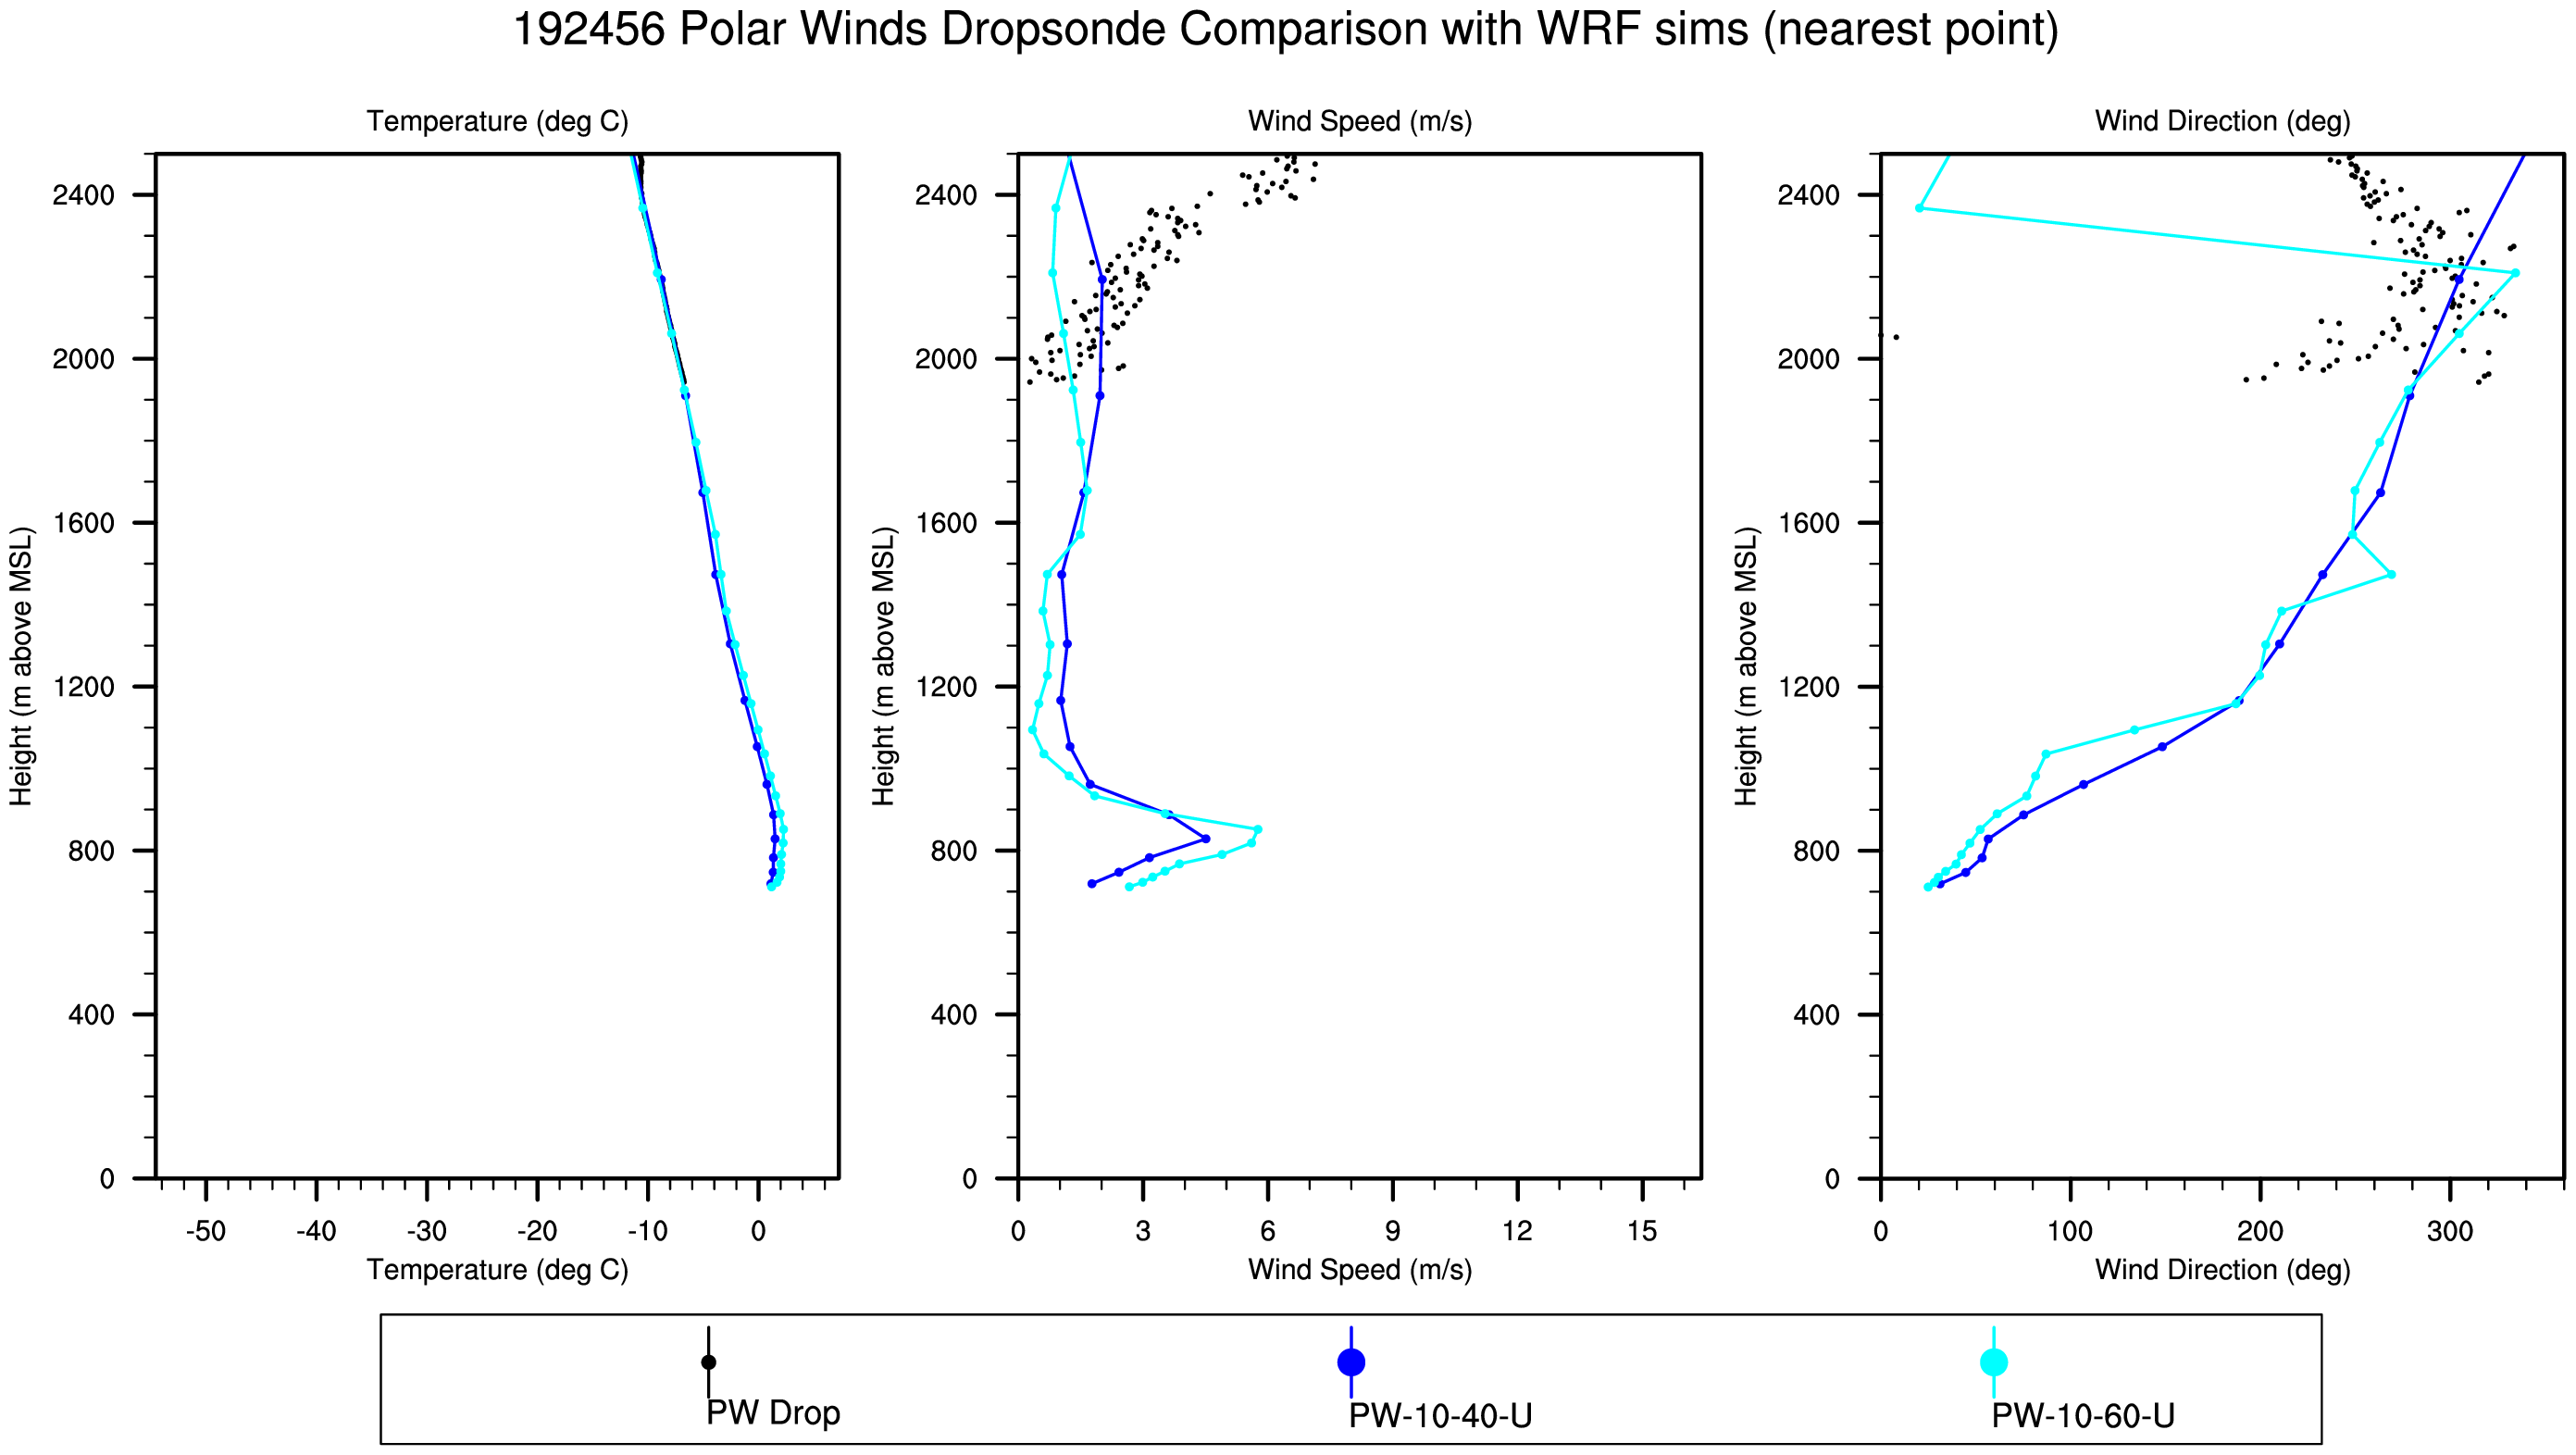 192456 Polar Winds Dropsonde Comparison with WRF sims (nearest point)
Temperature (deg C)
Wind Speed (m/s)
Wind Direction (deg)
Height (m above MSL)
2400
2000
1600
1200
800
400
0
-50 -40 -30 -20 -10 0
Temperature (deg C)
Height (m above MSL)
2400
2000
1600
1200
800
400
0
0 3 6 9 12 15
Wind Speed (m/s)
Height (m above MSL)
2400
2000
1600
1200
800
400
0
0 100 200 300
Wind Direction (deg)
PW Drop
PW-10-40-U
PW-10-60-U